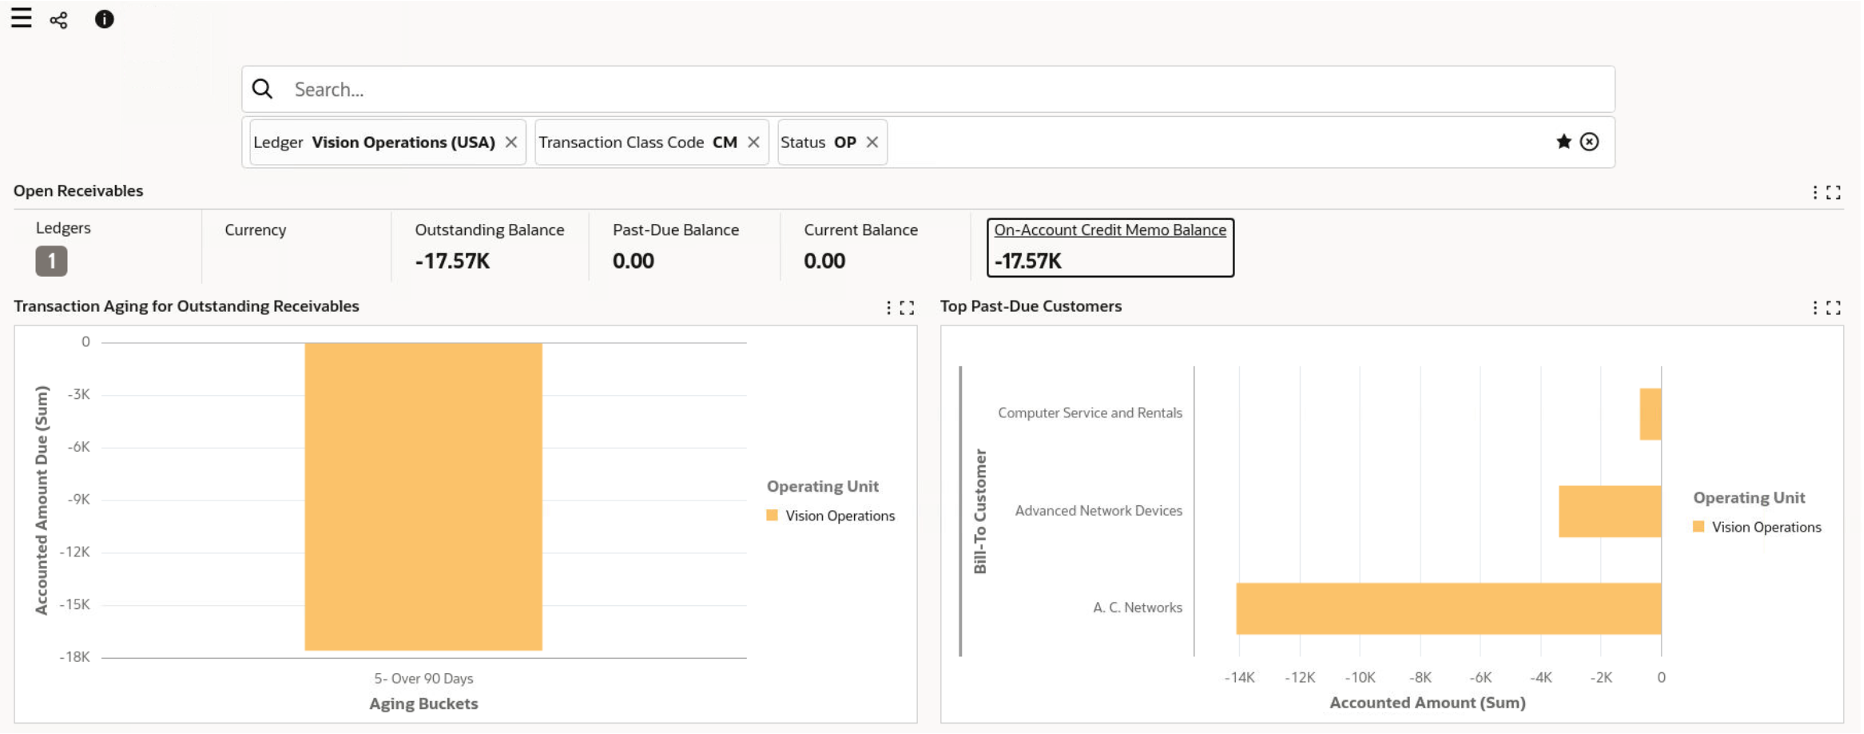 Search...
Ledger Vision Operations (USA) Transaction Class Code CM Status OP
Open Receivables
Ledgers
1
Currency
Outstanding Balance
-17.57K
Past-Due Balance
0.00
Current Balance
0.00
On-Account Credit Memo Balance
-17.57K
Transaction Aging for Outstanding Receivables
Accounted Amount Due (Sum)
0
-3K
-6K
-9K
-12K
-15K
-18K
5- Over 90 Days
Aging Buckets
Operating Unit
Vision Operations
Top Past-Due Customers
Bill-To Customer
Computer Service and Rentals
Advanced Network Devices
A. C. Networks
-14K -12K -10K -8K -6K -4K -2K 0
Accounted Amount (Sum)
Operating Unit
Vision Operations